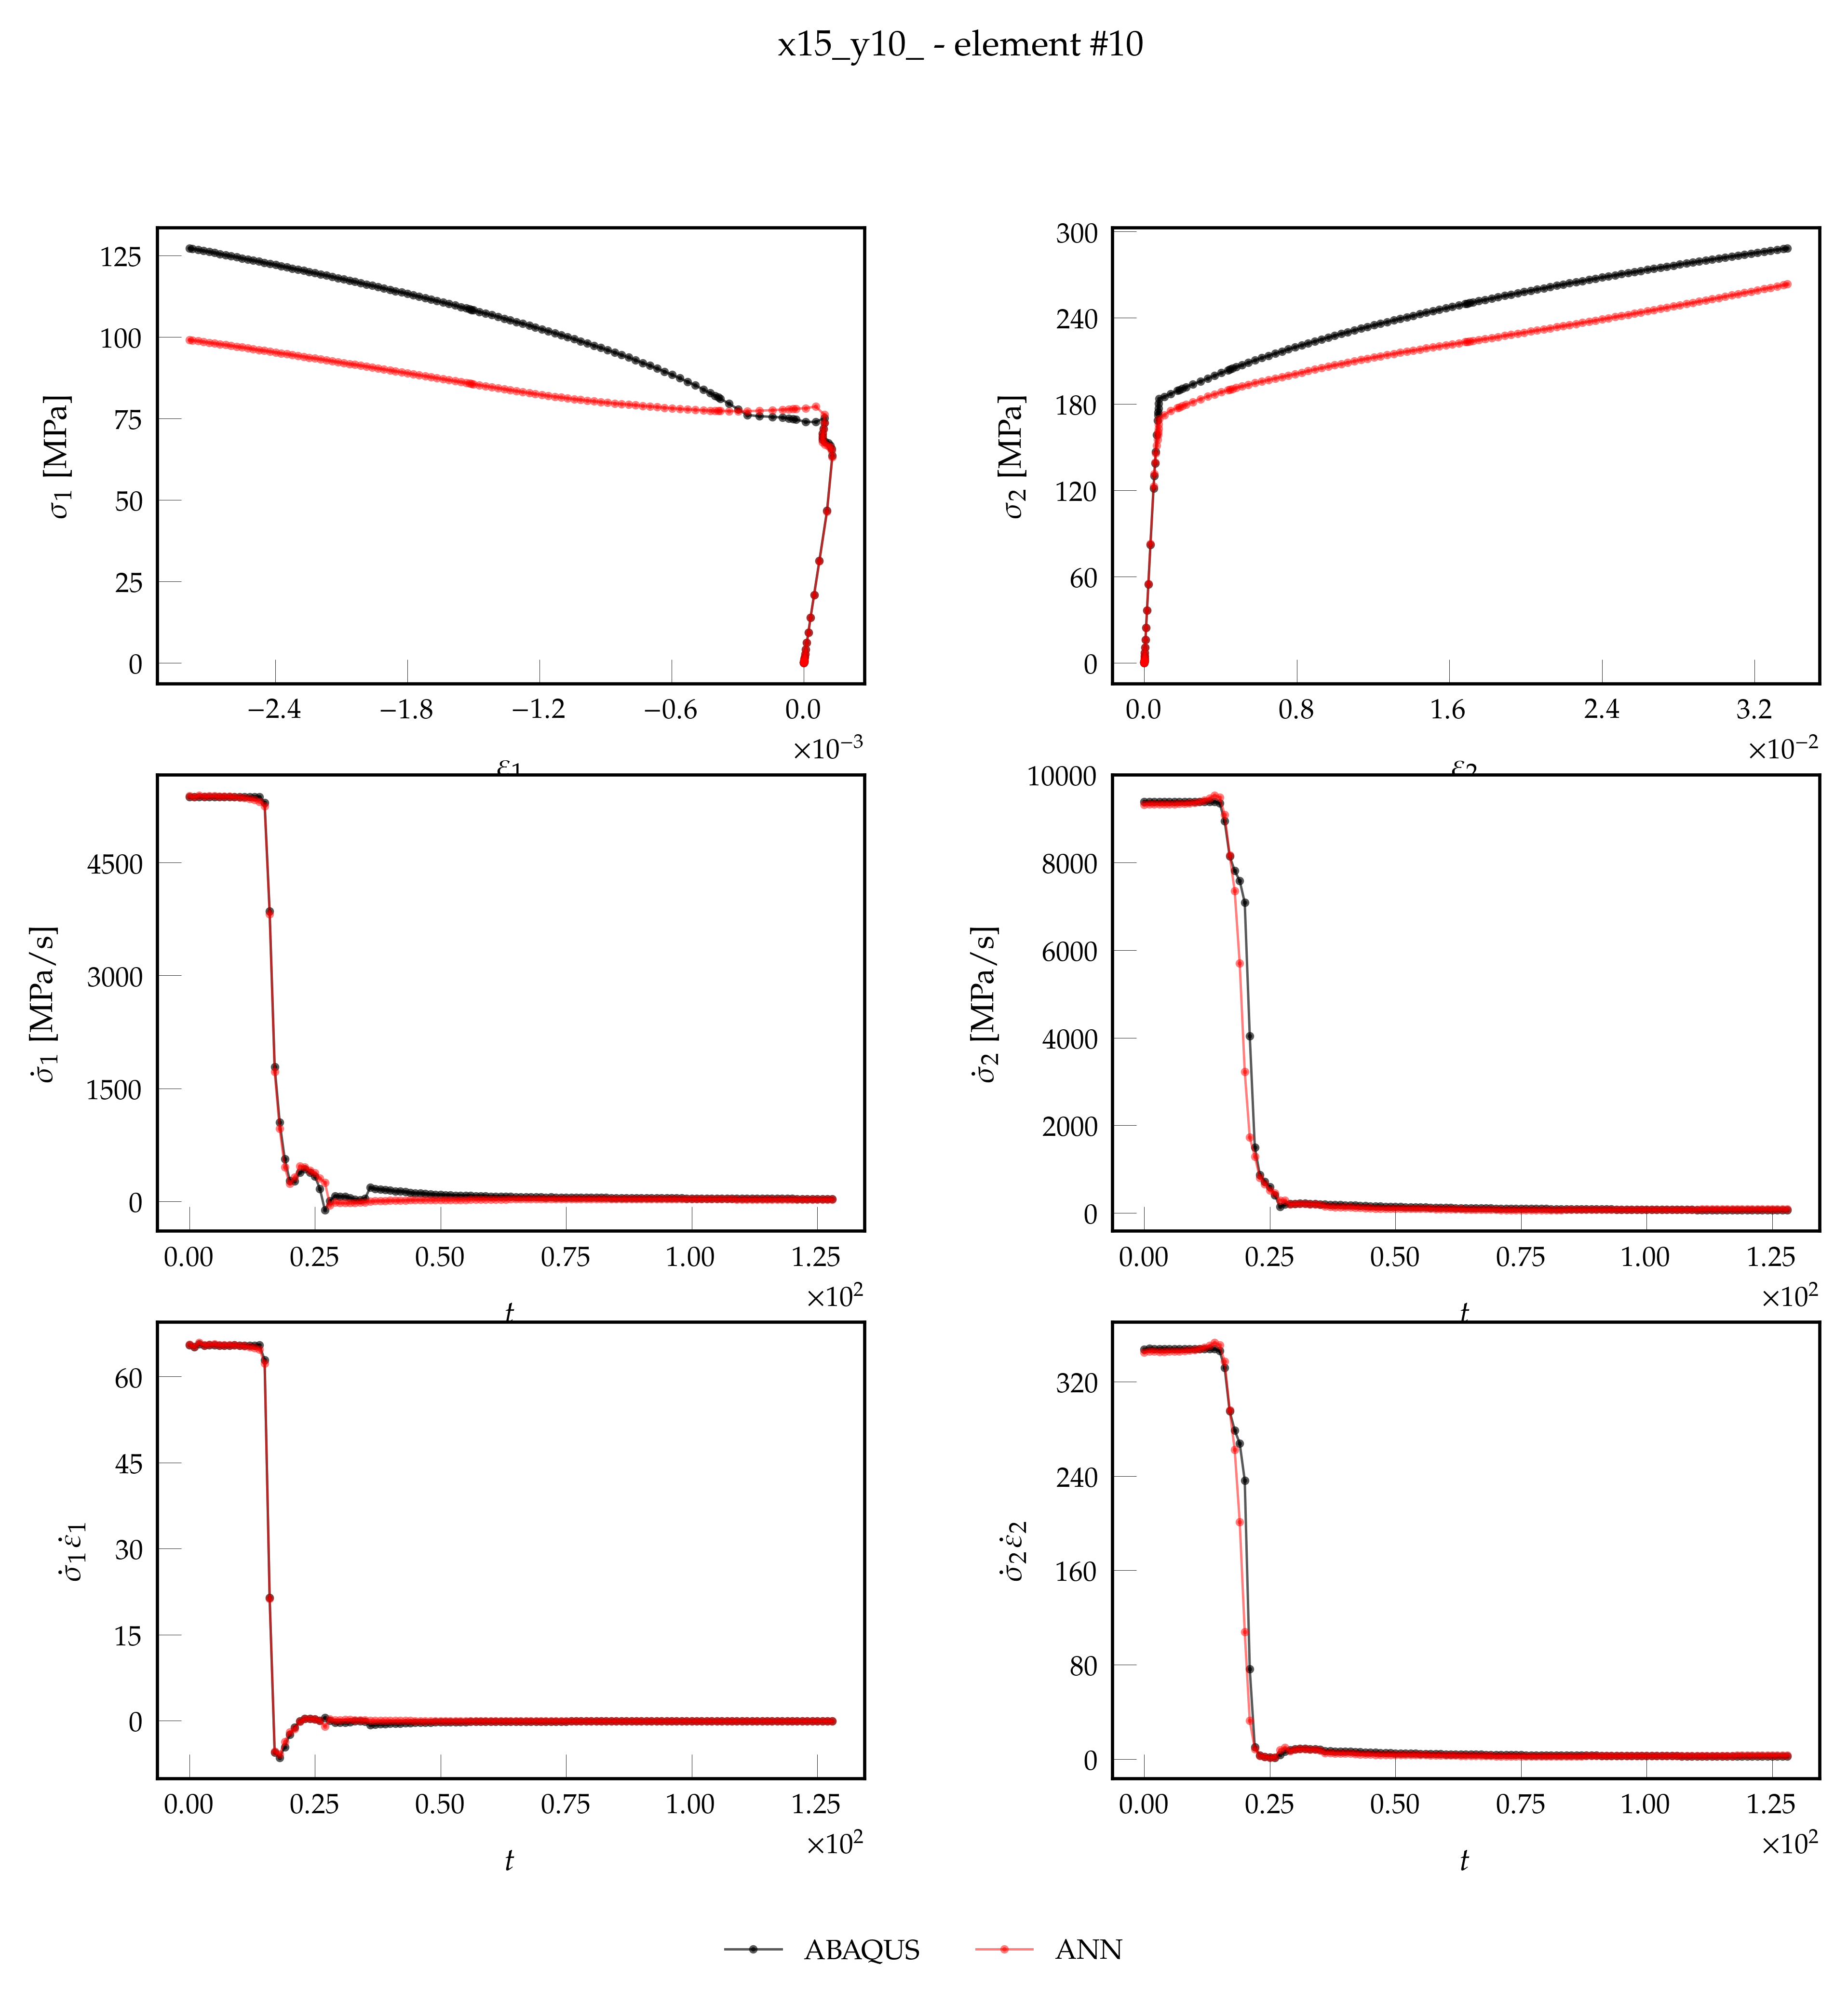 x15_y10_ - element #10
σ₁ [MPa]
125
100
75
50
25
0
−2.4 −1.8 −1.2 −0.6 0.0
×10⁻³
ε₁
σ₂ [MPa]
300
240
180
120
60
0
0.0 0.8 1.6 2.4 3.2
×10⁻²
ε₂
σ̇₁ [MPa/s]
4500
3000
1500
0
0.00 0.25 0.50 0.75 1.00 1.25
×10²
t
σ̇₂ [MPa/s]
10000
8000
6000
4000
2000
0
0.00 0.25 0.50 0.75 1.00 1.25
×10²
t
σ̇₁ε̇₁
60
45
30
15
0
0.00 0.25 0.50 0.75 1.00 1.25
×10²
t
σ̇₂ε̇₂
320
240
160
80
0
0.00 0.25 0.50 0.75 1.00 1.25
×10²
t
ABAQUS ANN